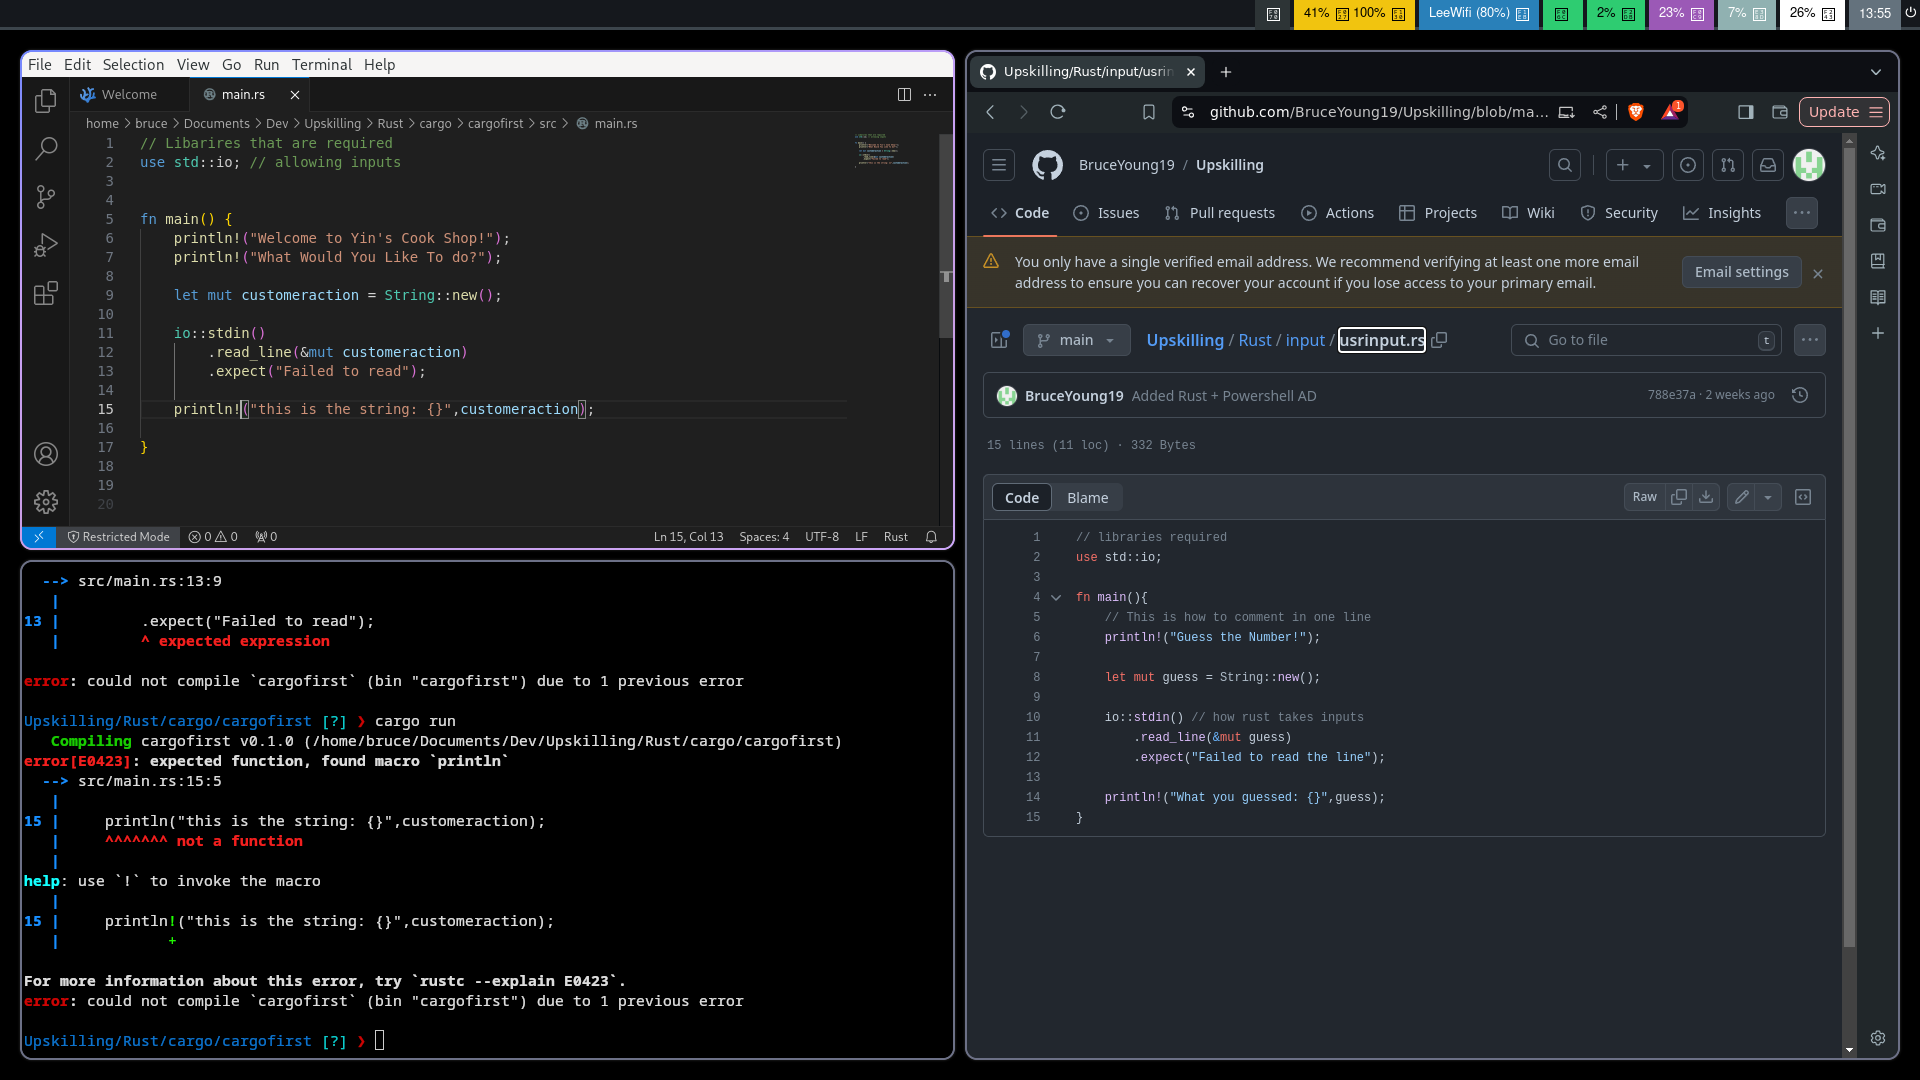 41% 100% LeeWifi (80%) 2% 23% 7% 26% 13:55
File Edit Selection View Go Run Terminal Help
Welcome main.rs
home > bruce > Documents > Dev > Upskilling > Rust > cargo > cargofirst > src > main.rs
1 // Libarires that are required
2 use std::io; // allowing inputs
3
4
5 fn main() {
6 println!("Welcome to Yin's Cook Shop!");
7 println!("What Would You Like To do?");
8
9 let mut customeraction = String::new();
10
11 io::stdin()
12 .read_line(&mut customeraction)
13 .expect("Failed to read");
14
15 println!("this is the string: {}",customeraction);
16
17 }
18
19
20
Restricted Mode 0 0 0 Ln 15, Col 13 Spaces: 4 UTF-8 LF Rust
--> src/main.rs:13:9
|
13 | .expect("Failed to read");
| ^ expected expression
error: could not compile `cargofirst` (bin "cargofirst") due to 1 previous error
Upskilling/Rust/cargo/cargofirst [?] ❯ cargo run
Compiling cargofirst v0.1.0 (/home/bruce/Documents/Dev/Upskilling/Rust/cargo/cargofirst)
error[E0423]: expected function, found macro `println`
--> src/main.rs:15:5
|
15 | println("this is the string: {}",customeraction);
| ^^^^^^^ not a function
|
help: use `!` to invoke the macro
|
15 | println!("this is the string: {}",customeraction);
| +
For more information about this error, try `rustc --explain E0423`.
error: could not compile `cargofirst` (bin "cargofirst") due to 1 previous error
Upskilling/Rust/cargo/cargofirst [?] ❯
Upskilling/Rust/input/usrin
github.com/BruceYoung19/Upskilling/blob/ma... 1 Update
BruceYoung19 / Upskilling
Code Issues Pull requests Actions Projects Wiki Security Insights
You only have a single verified email address. We recommend verifying at least one more email
address to ensure you can recover your account if you lose access to your primary email.
Email settings
main Upskilling / Rust / input / usrinput.rs Go to file t
BruceYoung19 Added Rust + Powershell AD 788e37a · 2 weeks ago
15 lines (11 loc) · 332 Bytes
Code Blame Raw
1 // libraries required
2 use std::io;
3
4 fn main(){
5 // This is how to comment in one line
6 println!("Guess the Number!");
7
8 let mut guess = String::new();
9
10 io::stdin() // how rust takes inputs
11 .read_line(&mut guess)
12 .expect("Failed to read the line");
13
14 println!("What you guessed: {}",guess);
15 }